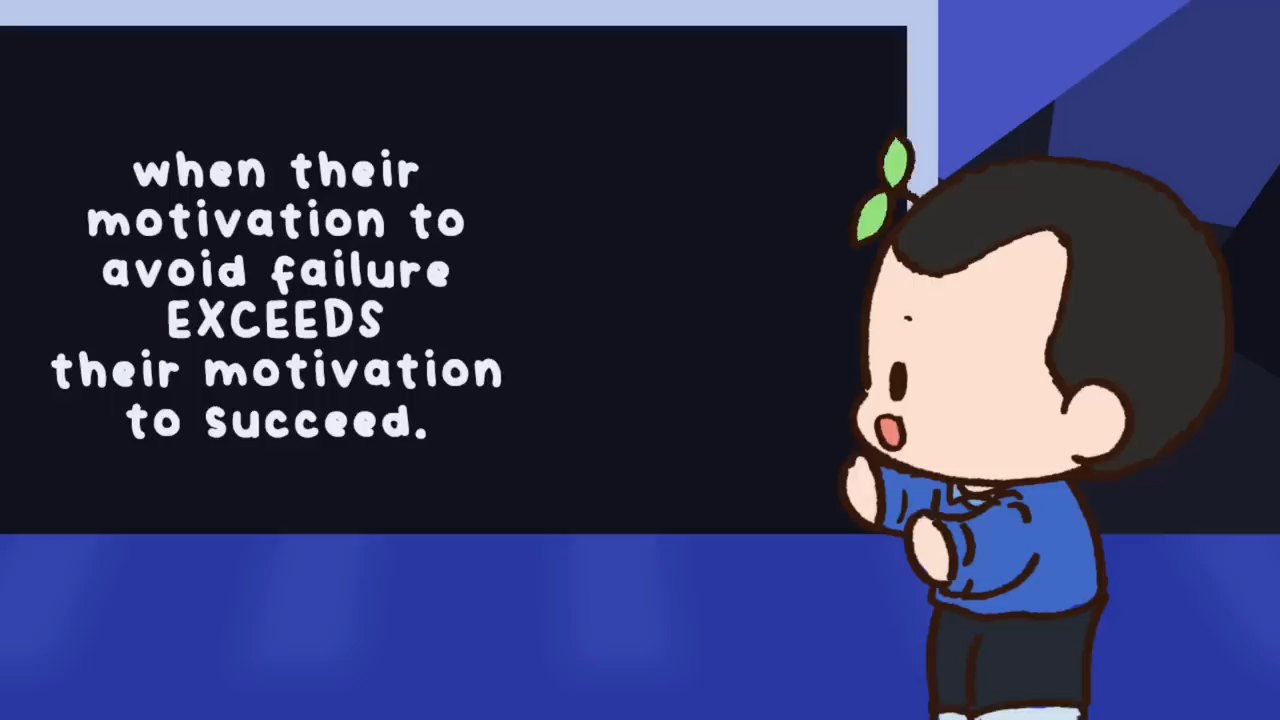 when their
motivation to
avoid failure
EXCEEDS
their motivation
to succeed.